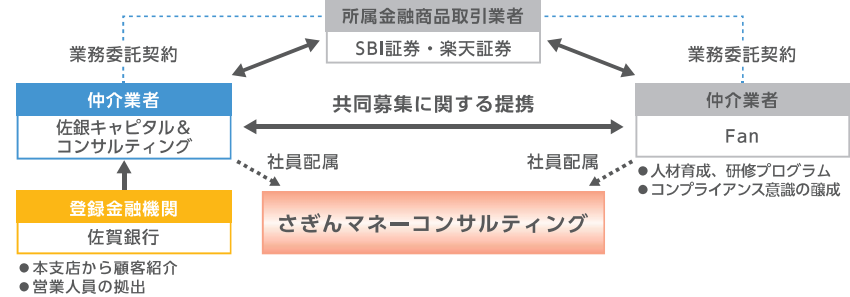 所属金融商品取引業者
SBI証券・楽天証券
業務委託契約
業務委託契約
仲介業者
佐銀キャピタル＆
コンサルティング
共同募集に関する提携
仲介業者
Fan
社員配属
社員配属
●人材育成、研修プログラム
●コンプライアンス意識の醸成
登録金融機関
佐賀銀行
さぎんマネーコンサルティング
●本支店から顧客紹介
●営業人員の拠出